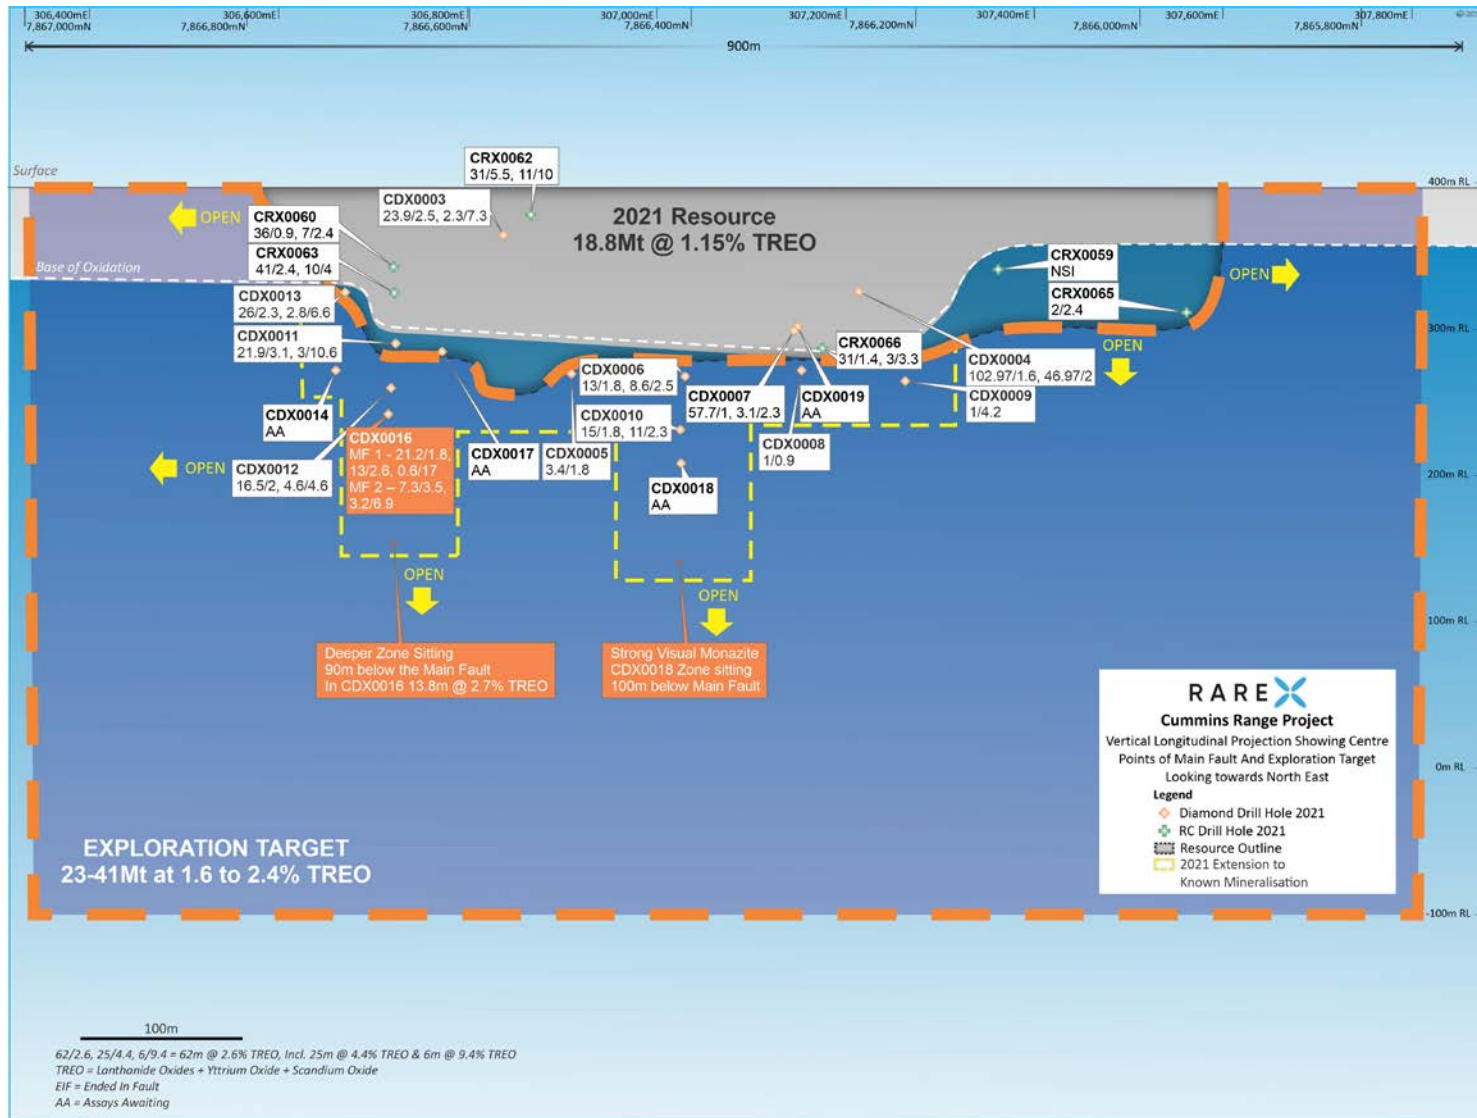 306,400mE
7,867,000mN
306,600mE
7,866,800mN
306,800mE
7,866,600mN
307,000mE
7,866,400mN
307,200mE
7,866,200mN
307,400mE
7,866,000mN
307,600mE
7,865,800mN
307,800mE
900m
Surface
400m RL
CRX0062
31/5.5, 11/10
CDX0003
23.9/2.5, 2.3/7.3
2021 Resource
18.8Mt @ 1.15% TREO
OPEN
CRX0060
36/0.9, 7/2.4
CRX0063
41/2.4, 10/4
Base of Oxidation
CRX0059
NSI
OPEN
CRX0065
2/2.4
CDX0013
26/2.3, 2.8/6.6
300m RL
CDX0011
21.9/3.1, 3/10.6
CRX0066
31/1.4, 3/3.3
CDX0004
102.97/1.6, 46.97/2
OPEN
CDX0006
13/1.8, 8.6/2.5
CDX0007
57.7/1, 3.1/2.3
CDX0019
AA
CDX0009
1/4.2
CDX0014
AA
CDX0010
15/1.8, 11/2.3
CDX0016
MF 1 - 21.2/1.8,
13/2.6, 0.6/17
MF 2 – 7.3/3.5,
3.2/6.9
CDX0008
1/0.9
CDX0017
AA
CDX0005
3.4/1.8
OPEN
CDX0012
16.5/2, 4.6/4.6
200m RL
CDX0018
AA
OPEN
OPEN
100m RL
Deeper Zone Sitting
90m below the Main Fault
In CDX0016 13.8m @ 2.7% TREO
Strong Visual Monazite
CDX0018 Zone sitting
100m below Main Fault
RAREX
Cummins Range Project
Vertical Longitudinal Projection Showing Centre
Points of Main Fault And Exploration Target
Looking towards North East
Legend
Diamond Drill Hole 2021
RC Drill Hole 2021
Resource Outline
2021 Extension to
Known Mineralisation
0m RL
EXPLORATION TARGET
23-41Mt at 1.6 to 2.4% TREO
-100m RL
100m
62/2.6, 25/4.4, 6/9.4 = 62m @ 2.6% TREO, Incl. 25m @ 4.4% TREO & 6m @ 9.4% TREO
TREO = Lanthanide Oxides + Yttrium Oxide + Scandium Oxide
EIF = Ended In Fault
AA = Assays Awaiting